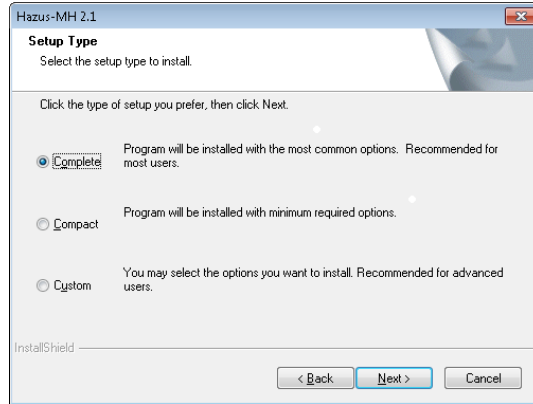 Hazus-MH 2.1
Setup Type
Select the setup type to install.
Click the type of setup you prefer, then click Next.
Complete
Program will be installed with the most common options. Recommended for
most users.
Compact
Program will be installed with minimum required options.
Custom
You may select the options you want to install. Recommended for advanced
users.
InstallShield
< Back
Next >
Cancel